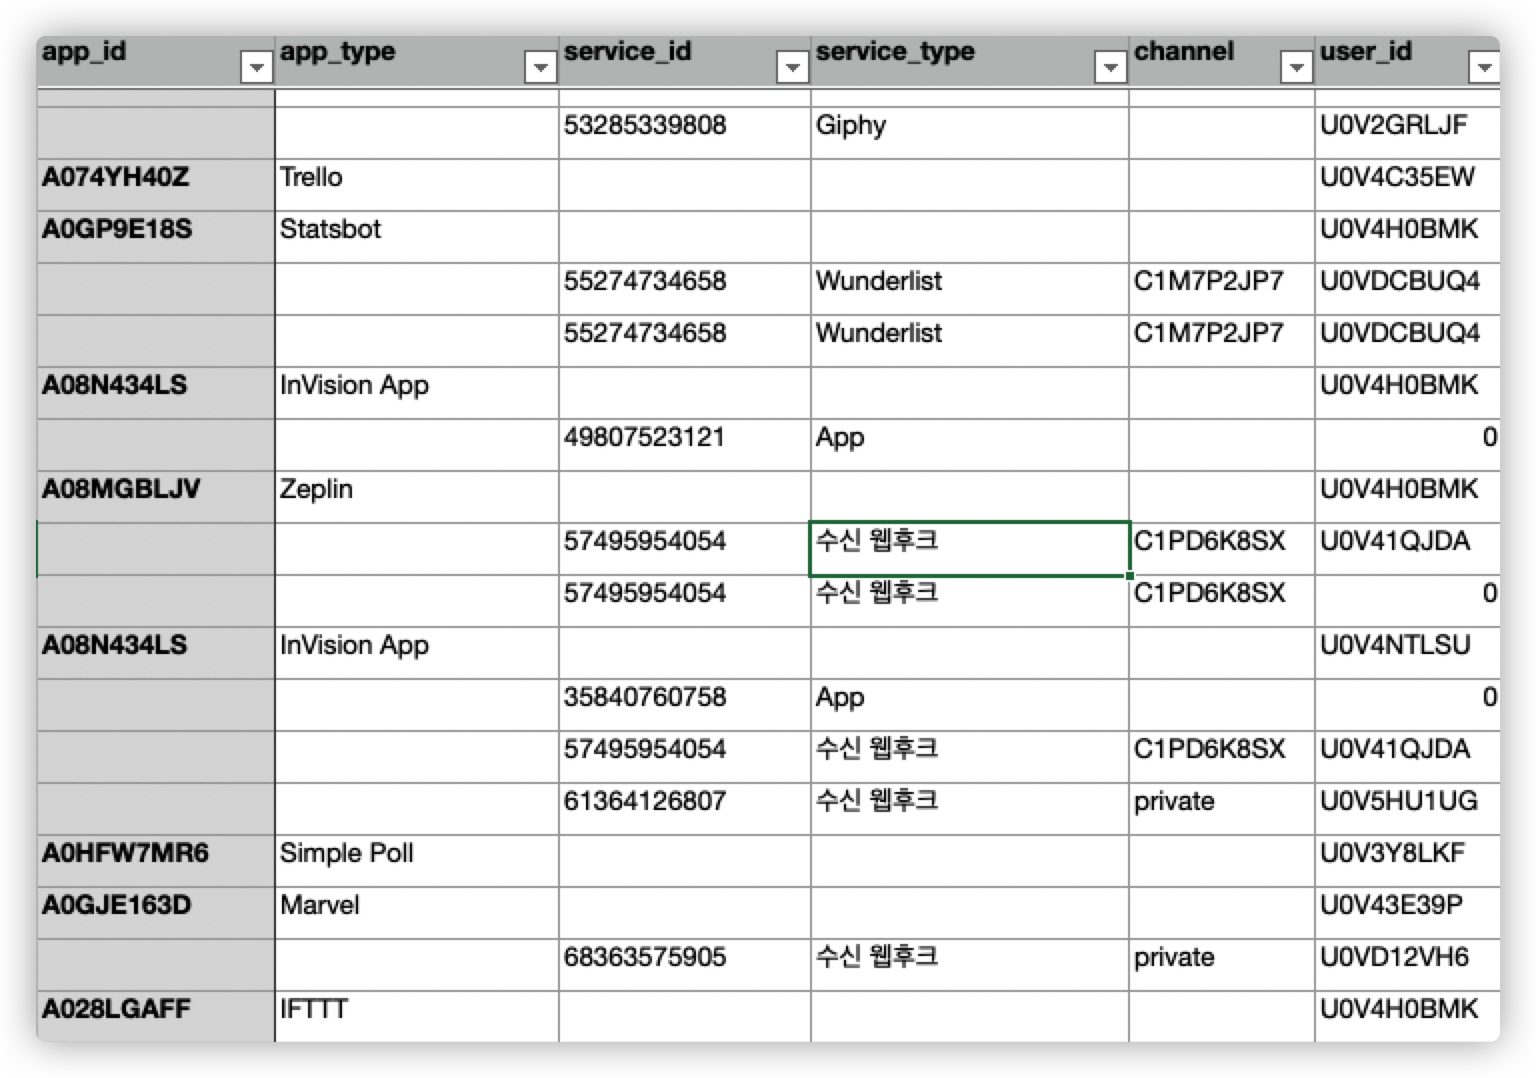 app_id app_type service_id service_type channel user_id
53285339808 Giphy U0V2GRLJF
A074YH40Z Trello U0V4C35EW
A0GP9E18S Statsbot U0V4H0BMK
55274734658 Wunderlist C1M7P2JP7 U0VDCBUQ4
55274734658 Wunderlist C1M7P2JP7 U0VDCBUQ4
A08N434LS InVision App U0V4H0BMK
49807523121 App 0
A08MGBLJV Zeplin U0V4H0BMK
57495954054 수신 웹후크 C1PD6K8SX U0V41QJDA
57495954054 수신 웹후크 C1PD6K8SX 0
A08N434LS InVision App U0V4NTLSU
35840760758 App 0
57495954054 수신 웹후크 C1PD6K8SX U0V41QJDA
61364126807 수신 웹후크 private U0V5HU1UG
A0HFW7MR6 Simple Poll U0V3Y8LKF
A0GJE163D Marvel U0V43E39P
68363575905 수신 웹후크 private U0VD12VH6
A028LGAFF IFTTT U0V4H0BMK